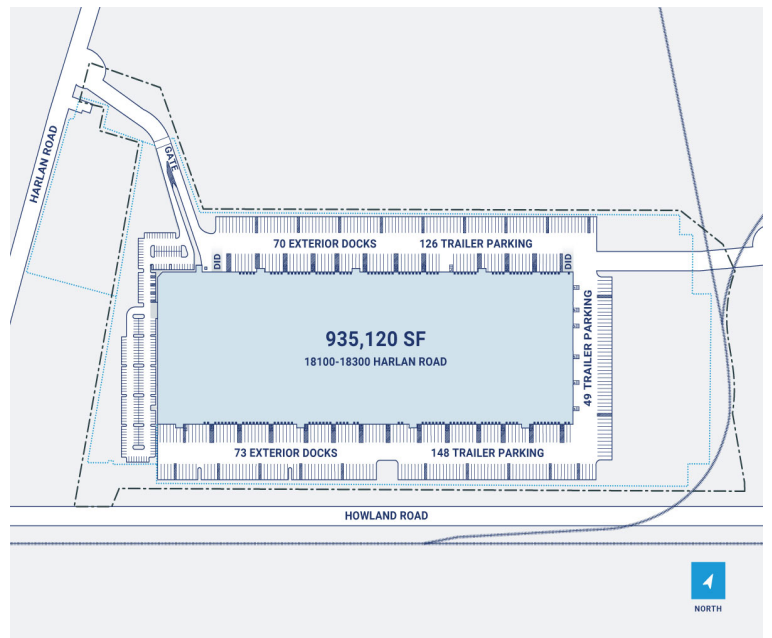 HARLAN ROAD
GATE
70 EXTERIOR DOCKS
126 TRAILER PARKING
DID
DID
935,120 SF
18100-18300 HARLAN ROAD
49 TRAILER PARKING
73 EXTERIOR DOCKS
148 TRAILER PARKING
HOWLAND ROAD
NORTH